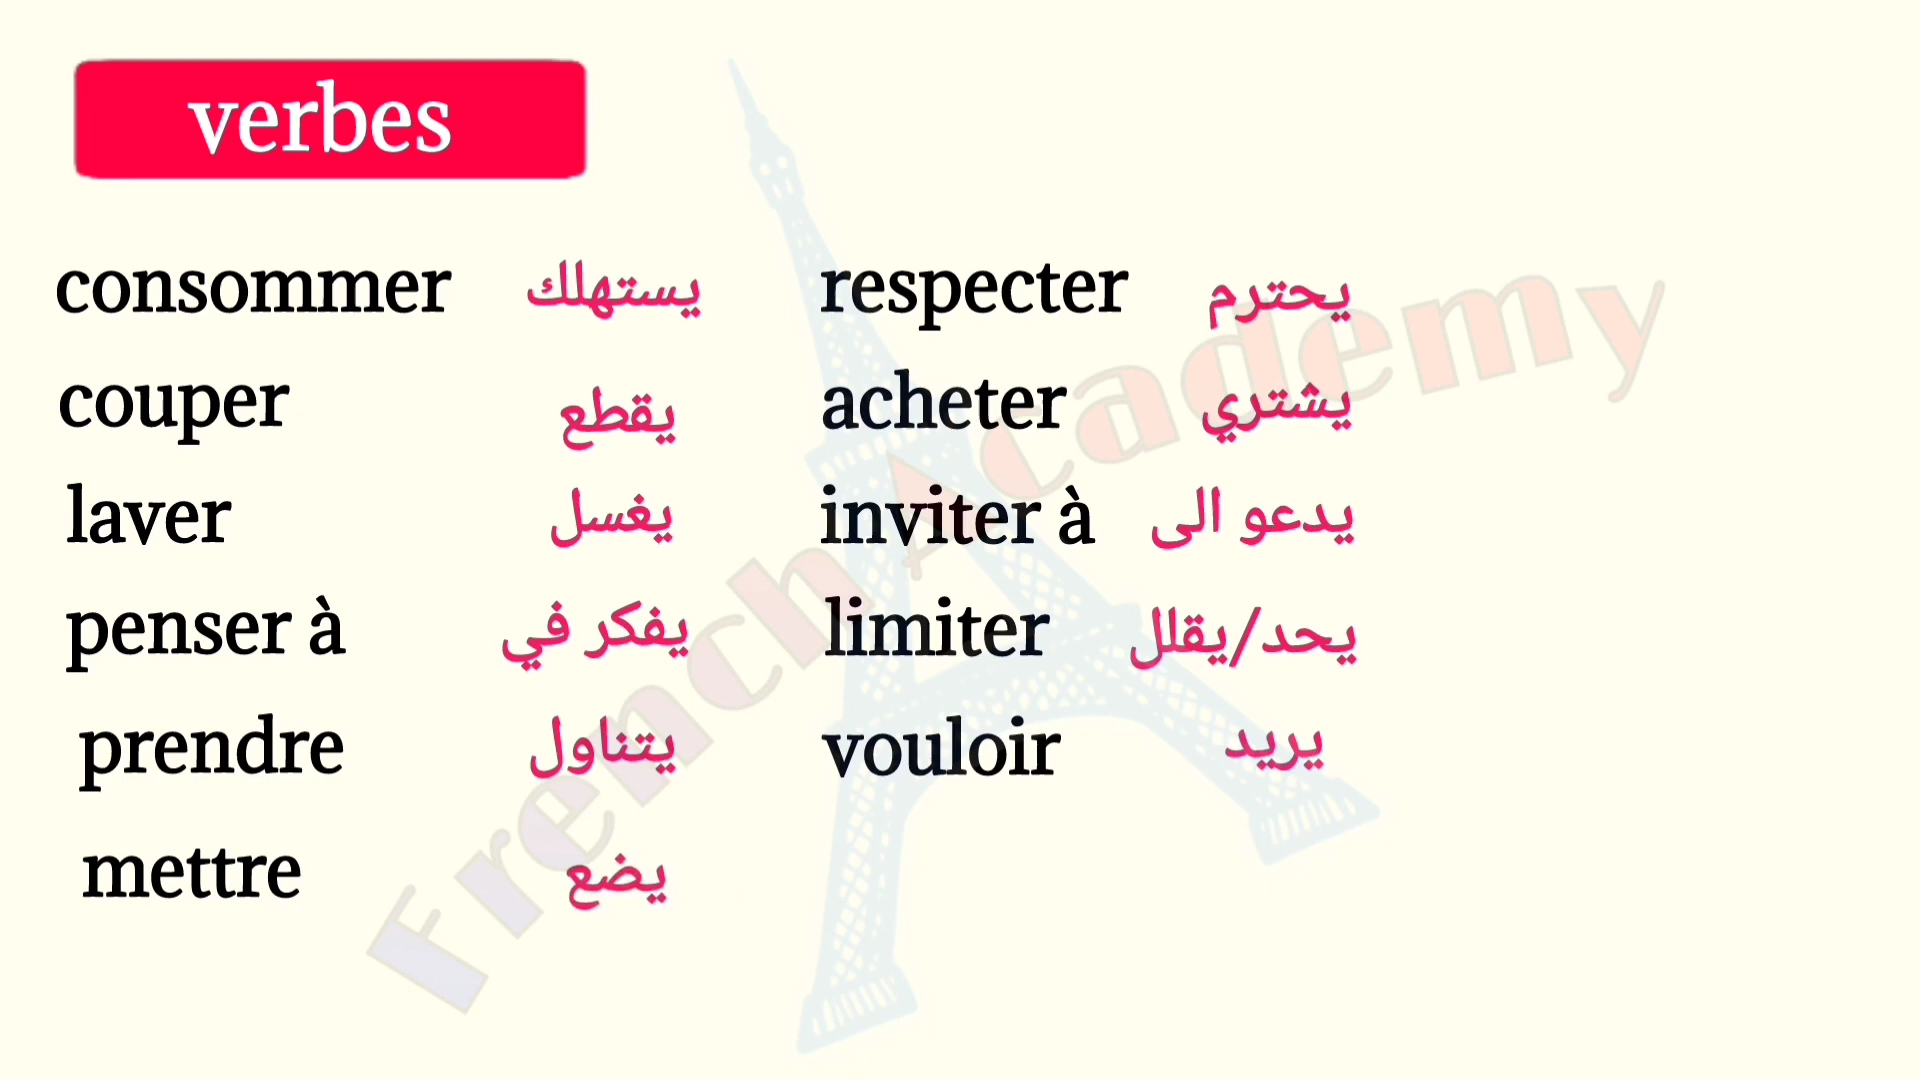 verbes
consommer يستهلك
couper يقطع
laver يغسل
penser à يفكر في
prendre يتناول
mettre يضع
respecter يحترم
acheter يشتري
inviter à يدعو الى
limiter يحد/يقلل
vouloir يريد
French Academy